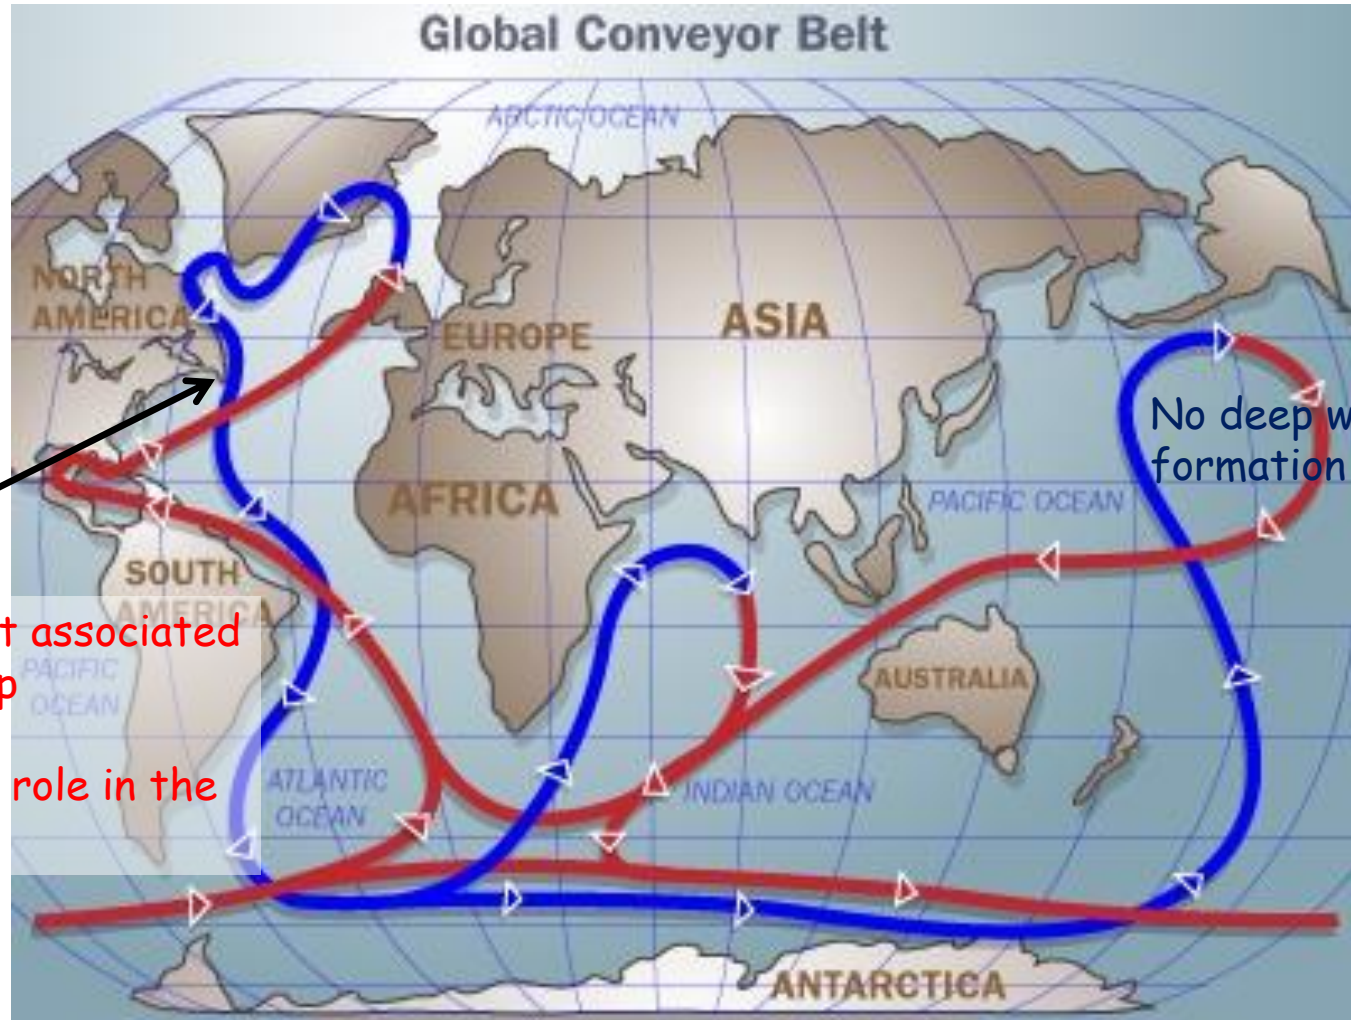 Global Conveyor Belt
ARCTIC OCEAN
NORTH
AMERICA
EUROPE
ASIA
No deep w
formation
AFRICA
PACIFIC OCEAN
SOUTH
AMERICA
t associated
p
PACIFIC
OCEAN
AUSTRALIA
role in the
ATLANTIC
OCEAN
INDIAN OCEAN
ANTARCTICA